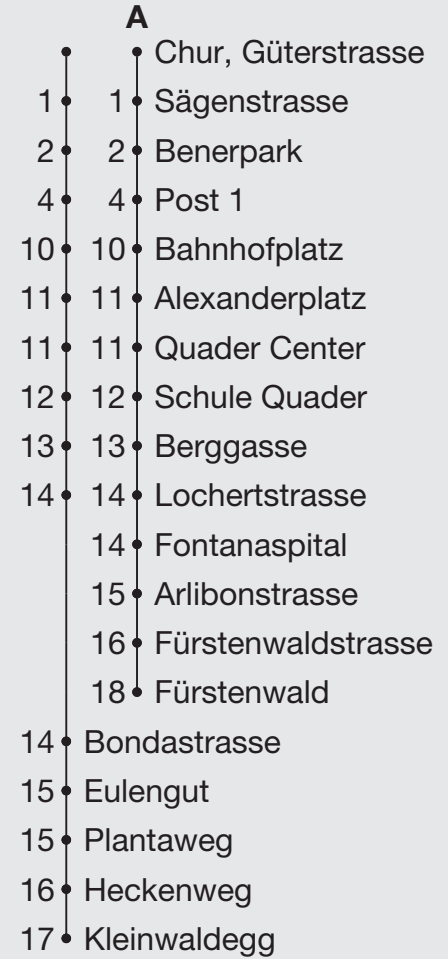 A
Chur, Güterstrasse
1 1 Sägenstrasse
2 2 Benerpark
4 4 Post 1
10 10 Bahnhofplatz
11 11 Alexanderplatz
11 11 Quader Center
12 12 Schule Quader
13 13 Berggasse
14 14 Lochertstrasse
14 Fontanaspital
15 Arlibonstrasse
16 Fürstenwaldstrasse
18 Fürstenwald
14 Bondastrasse
15 Eulengut
15 Plantaweg
16 Heckenweg
17 Kleinwaldegg